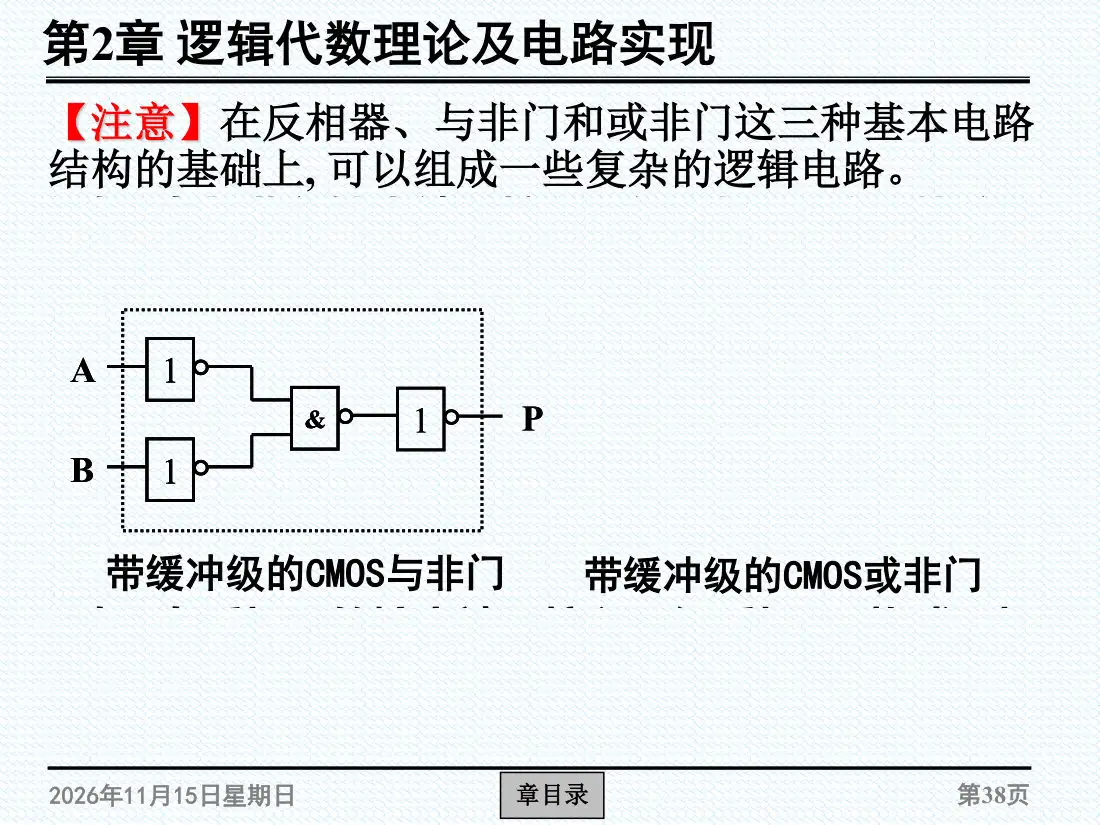 第2章 逻辑代数理论及电路实现
【注意】在反相器、与非门和或非门这三种基本电路
结构的基础上, 可以组成一些复杂的逻辑电路。
A
1
&
1
P
B
1
带缓冲级的CMOS与非门
带缓冲级的CMOS或非门
2026年11月15日星期日
章目录
第38页